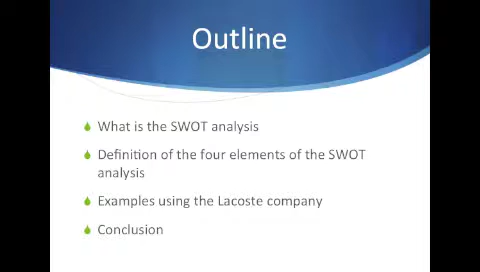 Outline
What is the SWOT analysis
Definition of the four elements of the SWOT
analysis
Examples using the Lacoste company
Conclusion